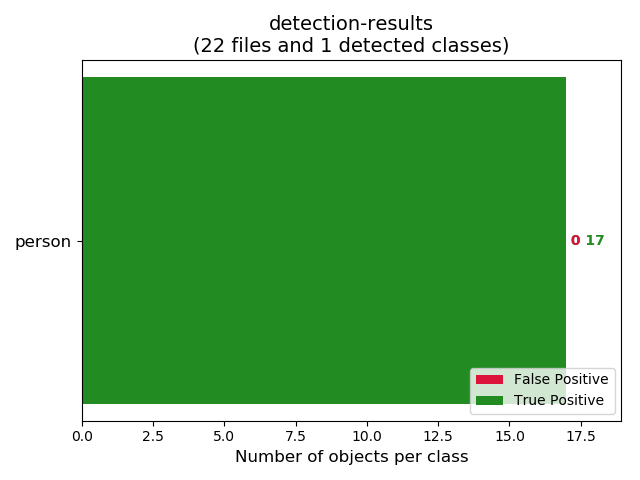 detection-results
(22 files and 1 detected classes)
person
0 17
False Positive
True Positive
0.0 2.5 5.0 7.5 10.0 12.5 15.0 17.5
Number of objects per class